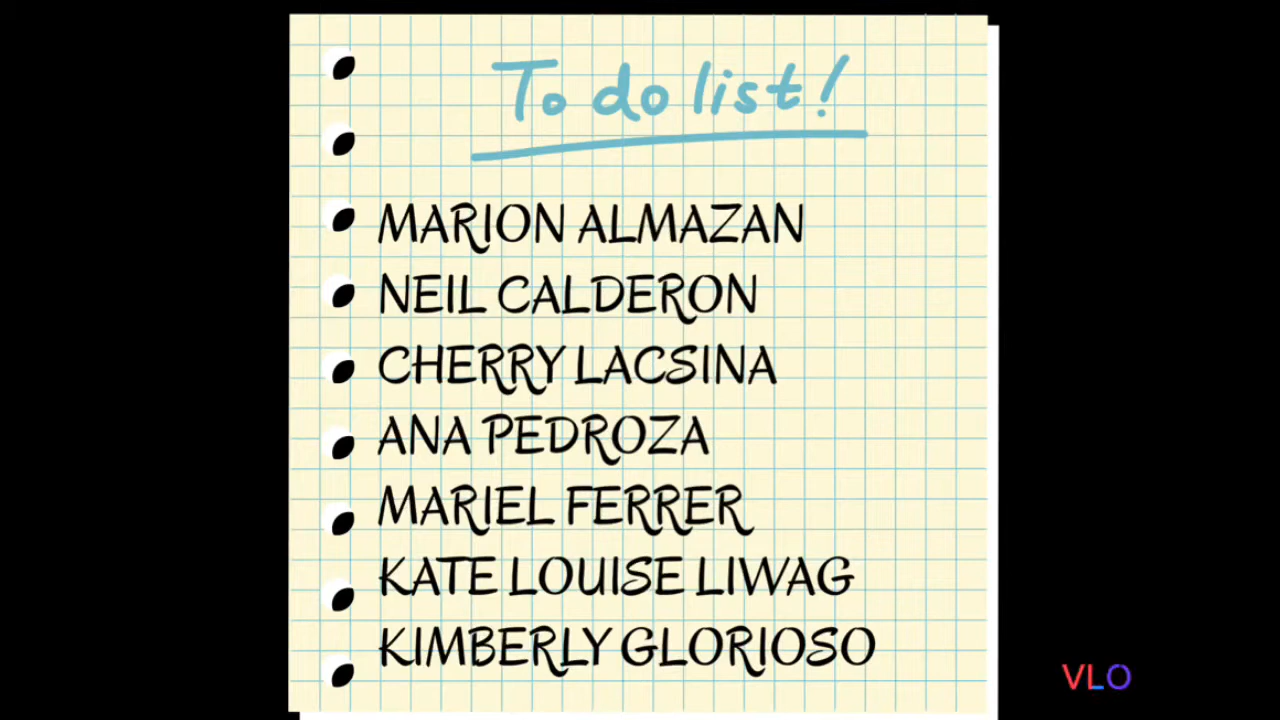 To do list!
MARION ALMAZAN
NEIL CALDERON
CHERRY LACSINA
ANA PEDROZA
MARIEL FERRER
KATE LOUISE LIWAG
KIMBERLY GLORIOSO
VLO